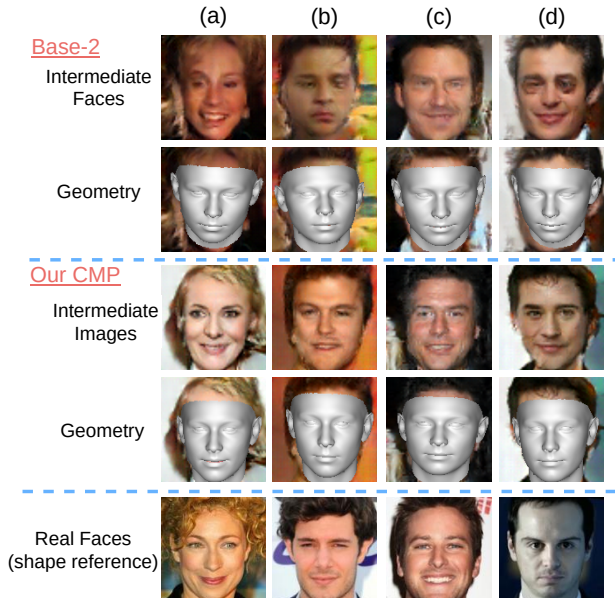 (a) (b) (c) (d)
Base-2
Intermediate
Faces
Geometry
Our CMP
Intermediate
Images
Geometry
Real Faces
(shape reference)